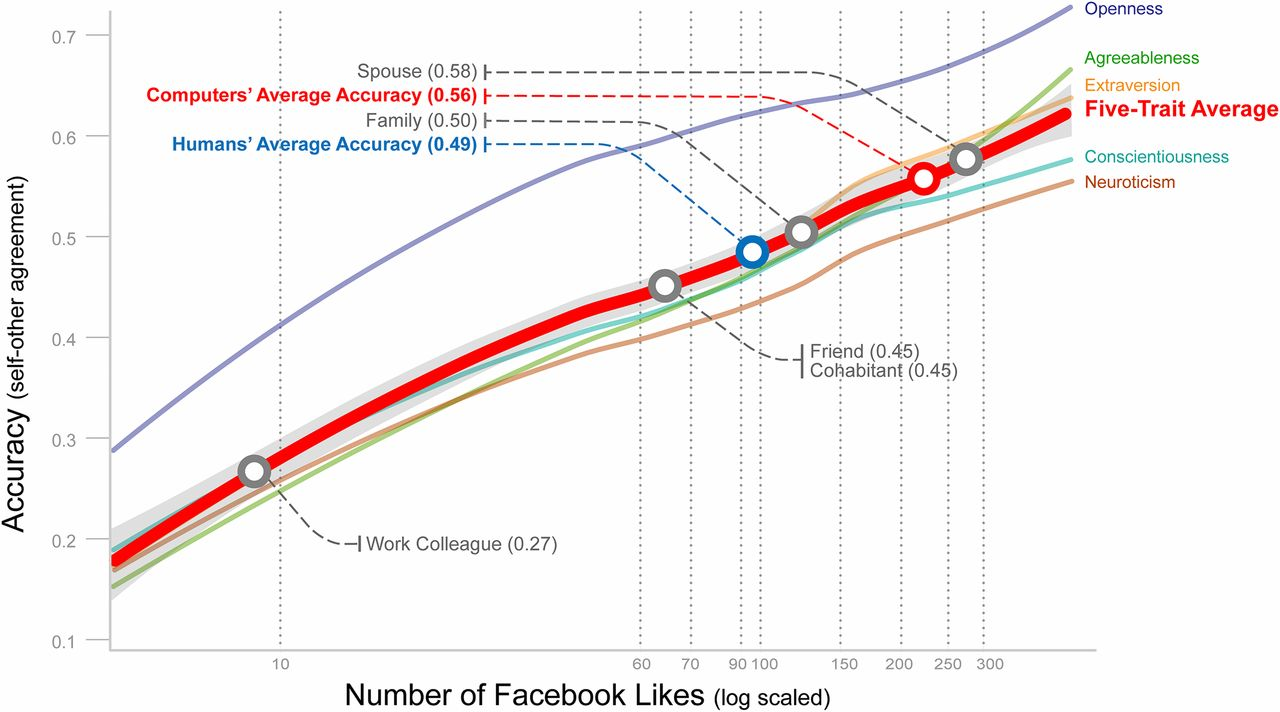 Openness
0.7
Agreeableness
Spouse (0.58)
Extraversion
Computers' Average Accuracy (0.56)
Five-Trait Average
Family (0.50)
0.6
Humans' Average Accuracy (0.49)
Conscientiousness
Neuroticism
0.5
Accuracy (self-other agreement)
0.4
Friend (0.45)
Cohabitant (0.45)
0.3
0.2
Work Colleague (0.27)
0.1
10 60 70 90 100 150 200 250 300
Number of Facebook Likes (log scaled)